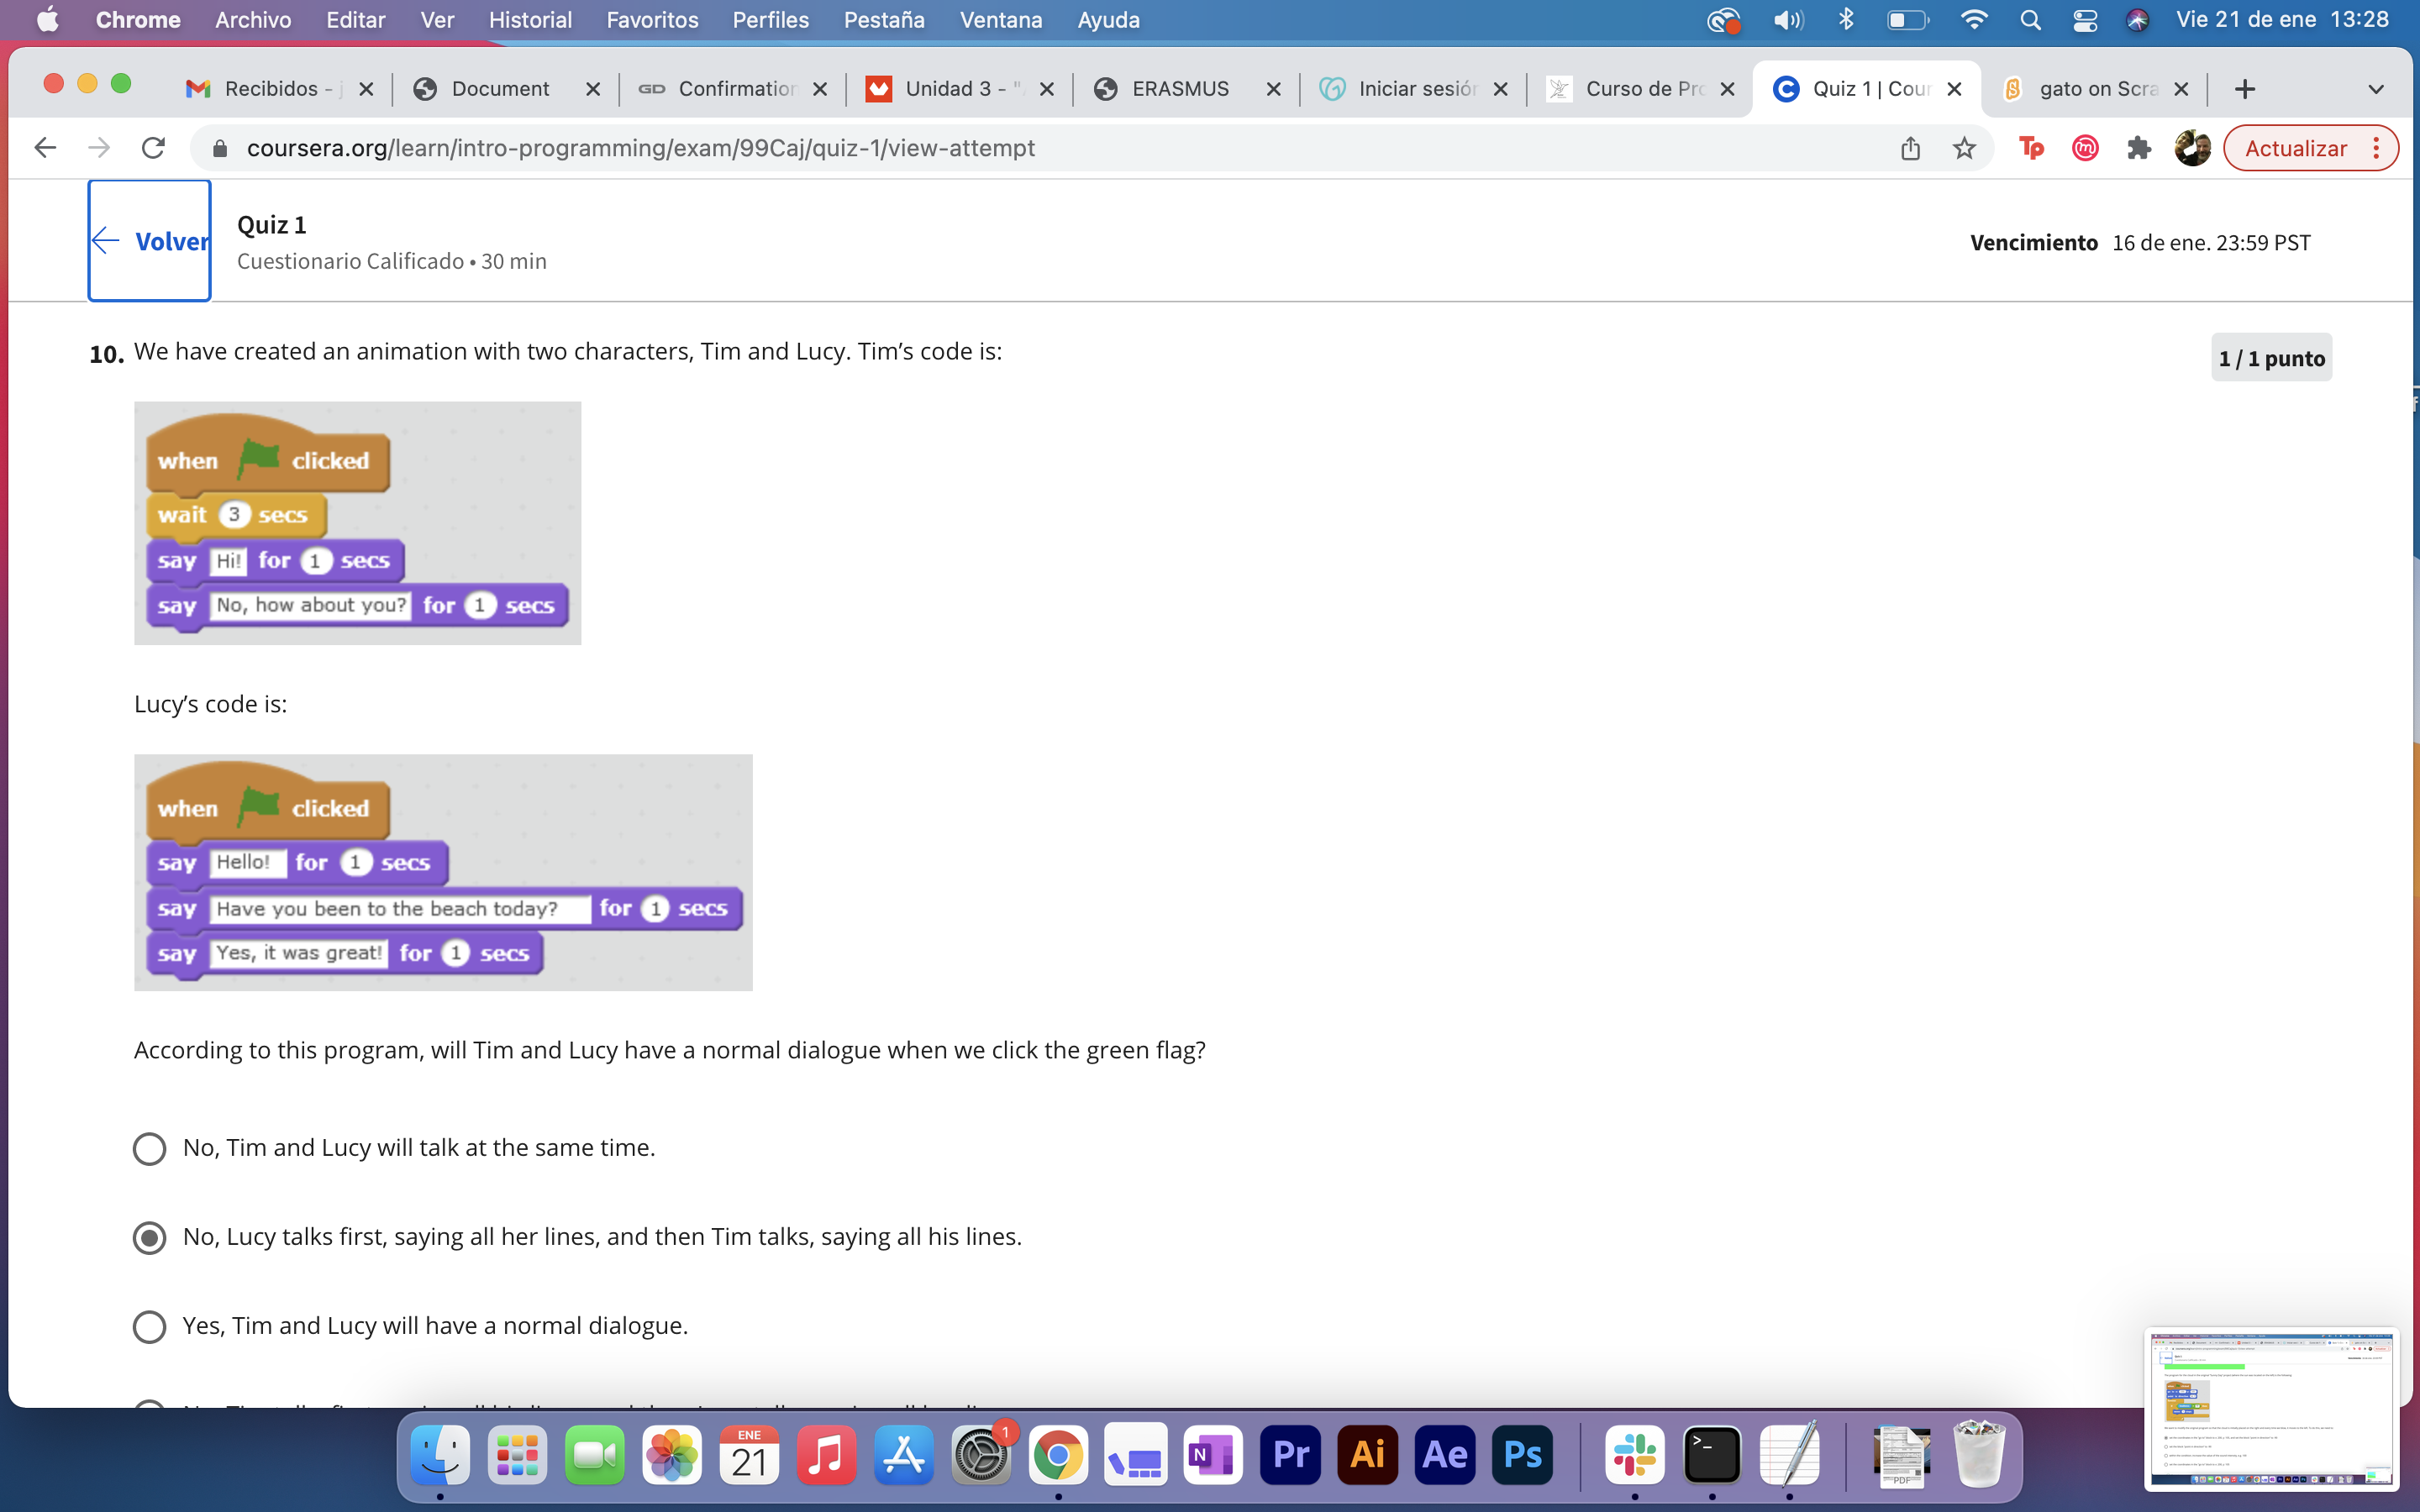 Chrome Archivo Editar Ver Historial Favoritos Perfiles Pestaña Ventana Ayuda Vie 21 de ene 13:28
Recibidos - Document GD Confirmation Unidad 3 - " ERASMUS Iniciar sesión Curso de Pro Quiz 1 | Cour gato on Scra
coursera.org/learn/intro-programming/exam/99Caj/quiz-1/view-attempt Tp Actualizar
Volver
Quiz 1
Cuestionario Calificado • 30 min
Vencimiento 16 de ene. 23:59 PST
10. We have created an animation with two characters, Tim and Lucy. Tim’s code is:
1 / 1 punto
when clicked
wait 3 secs
say Hi! for 1 secs
say No, how about you? for 1 secs
Lucy’s code is:
when clicked
say Hello! for 1 secs
say Have you been to the beach today? for 1 secs
say Yes, it was great! for 1 secs
According to this program, will Tim and Lucy have a normal dialogue when we click the green flag?
No, Tim and Lucy will talk at the same time.
No, Lucy talks first, saying all her lines, and then Tim talks, saying all his lines.
Yes, Tim and Lucy will have a normal dialogue.
ENE
21
1
N
Pr
Ai
Ae
Ps
>_
PDF